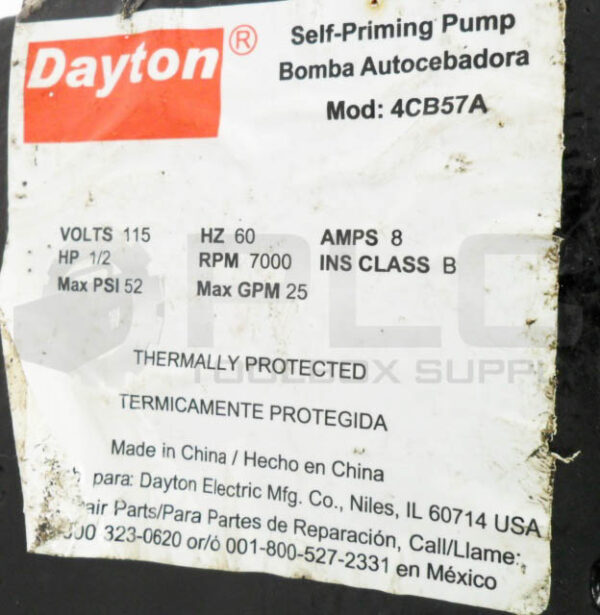 Dayton®
Self-Priming Pump
Bomba Autocebadora
Mod: 4CB57A
VOLTS 115 HZ 60 AMPS 8
HP 1/2 RPM 7000 INS CLASS B
Max PSI 52 Max GPM 25
PLC
TOOLBOX SUPPLY
THERMALLY PROTECTED
TERMICAMENTE PROTEGIDA
Made in China / Hecho en China
para: Dayton Electric Mfg. Co., Niles, IL 60714 USA
Parts/Para Partes de Reparación, Call/Llame:
323-0620 or/ó 001-800-527-2331 en México